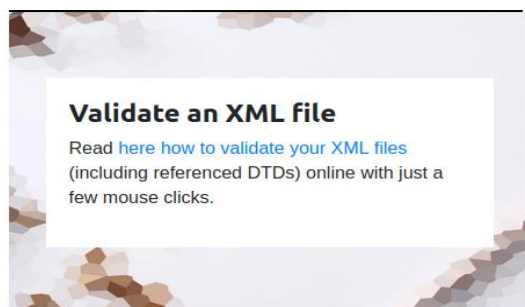 Validate an XML file
Read here how to validate your XML files
(including referenced DTDs) online with just a
few mouse clicks.